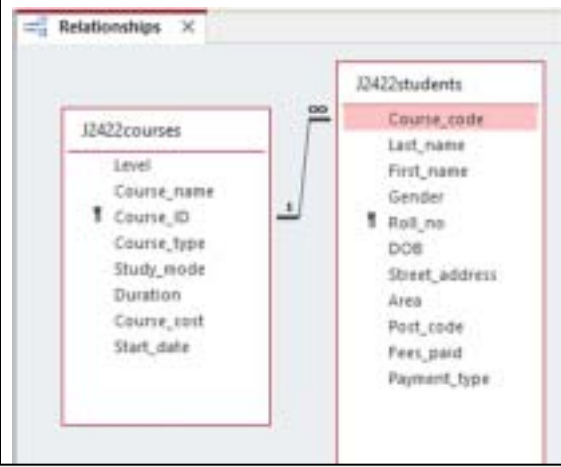 Relationships ×
J2422courses
Level
Course_name
Course_ID
Course_type
Study_mode
Duration
Course_cost
Start_date
1
∞
J2422students
Course_code
Last_name
First_name
Gender
Roll_no
DOB
Street_address
Area
Post_code
Fees_paid
Payment_type